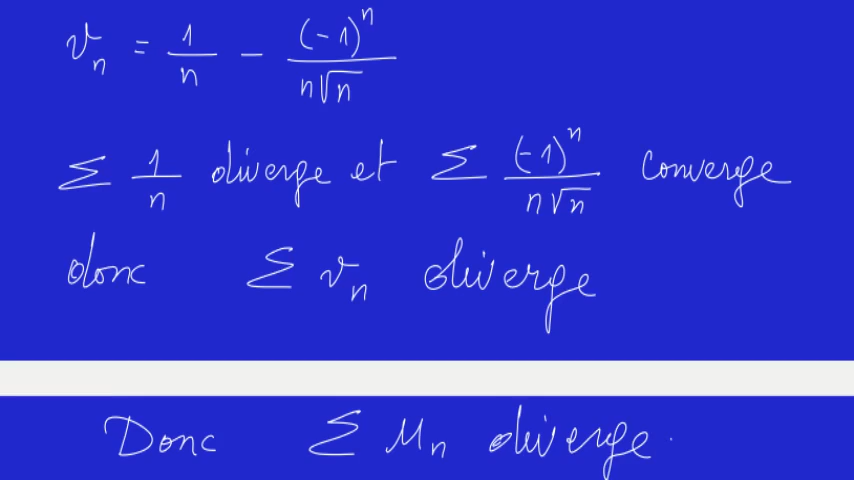 v_n = 1/n - (-1)^n/(n√n)
Σ 1/n diverge et Σ (-1)^n/(n√n) converge
donc Σ v_n diverge
Donc Σ u_n diverge.